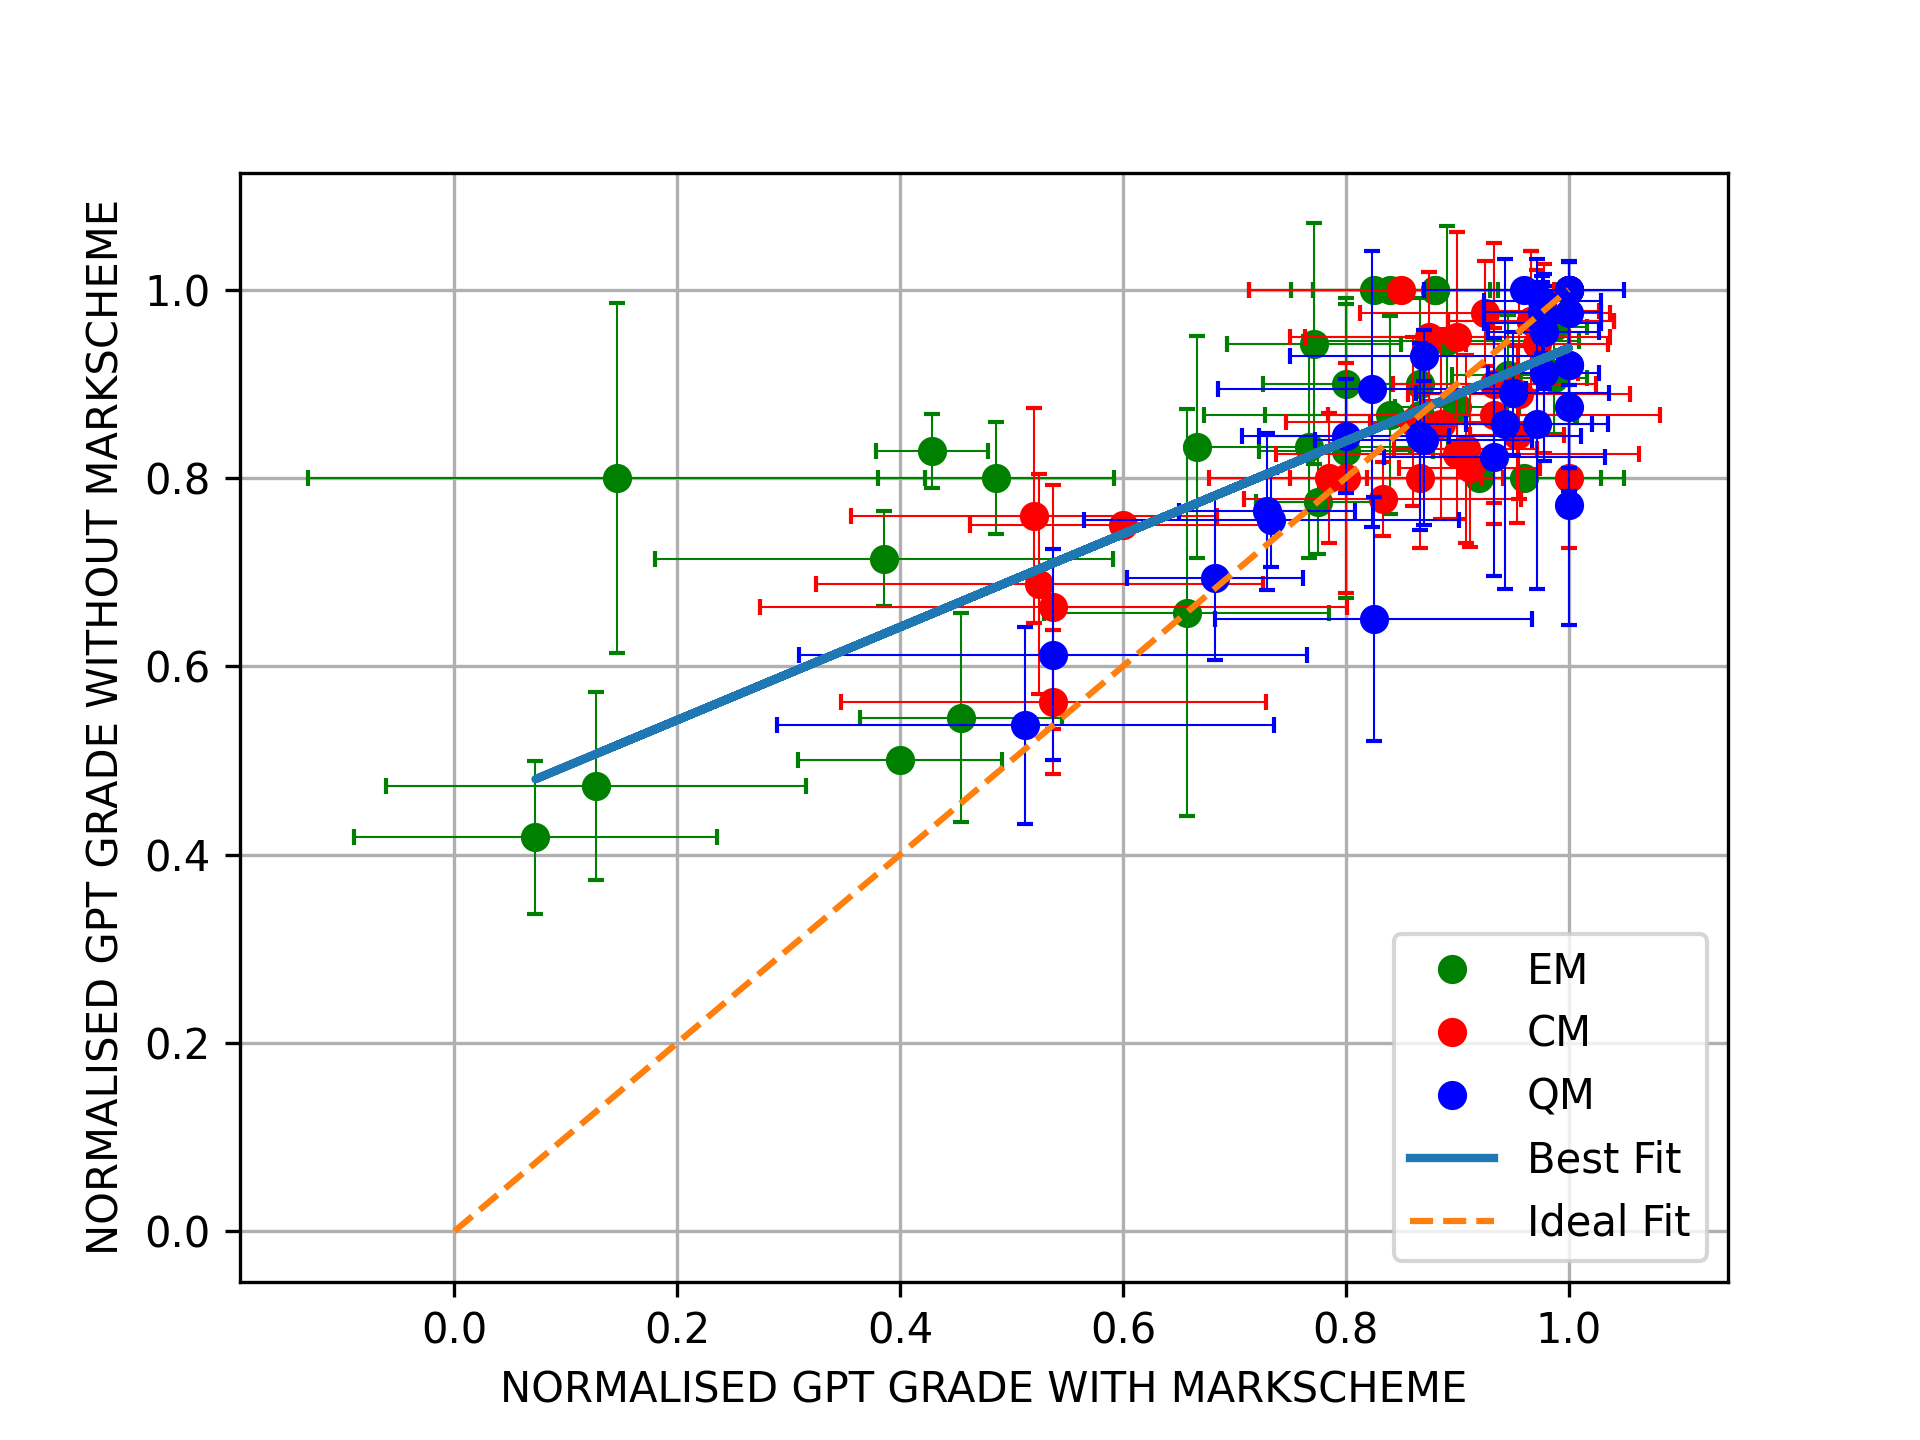 NORMALISED GPT GRADE WITHOUT MARKSCHEME
1.0
0.8
0.6
0.4
0.2
0.0
0.0 0.2 0.4 0.6 0.8 1.0
NORMALISED GPT GRADE WITH MARKSCHEME
EM
CM
QM
Best Fit
Ideal Fit